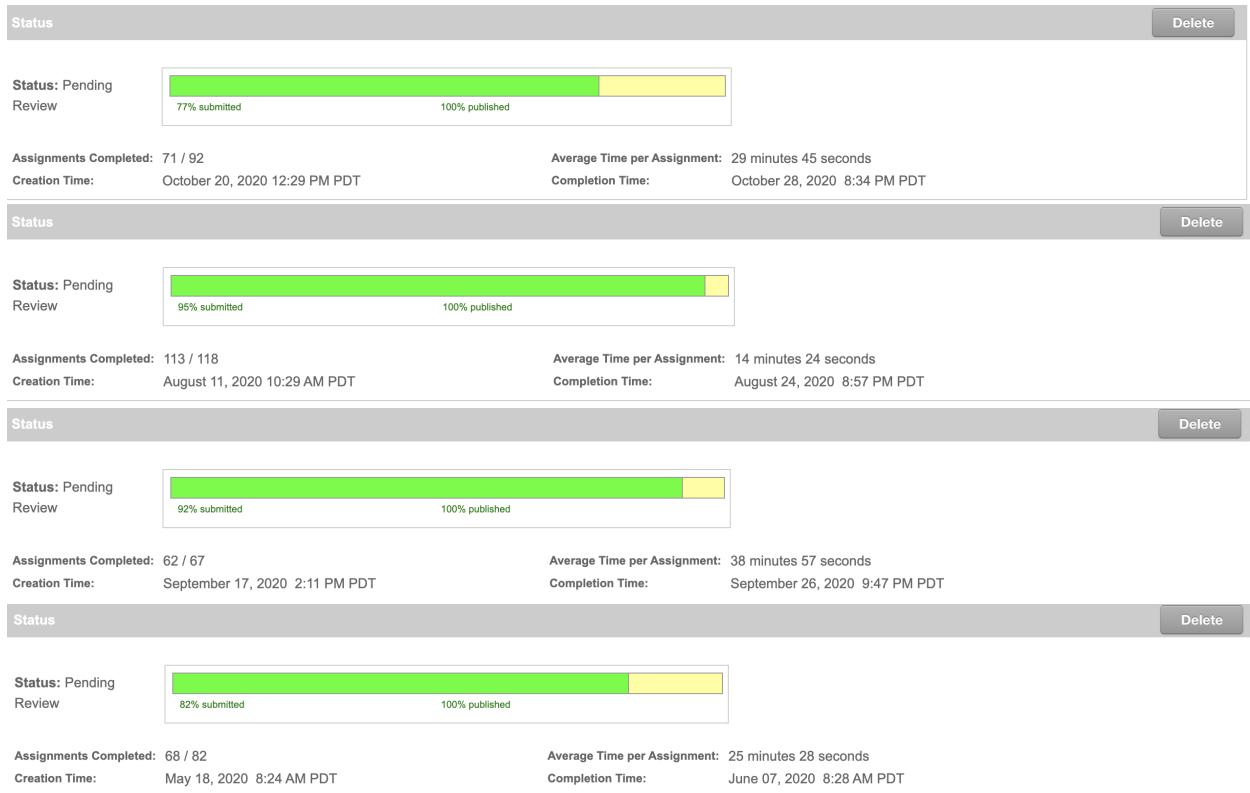 Status Delete
Status: Pending
Review
77% submitted 100% published
Assignments Completed: 71 / 92 Average Time per Assignment: 29 minutes 45 seconds
Creation Time: October 20, 2020 12:29 PM PDT Completion Time: October 28, 2020 8:34 PM PDT
Status Delete
Status: Pending
Review
95% submitted 100% published
Assignments Completed: 113 / 118 Average Time per Assignment: 14 minutes 24 seconds
Creation Time: August 11, 2020 10:29 AM PDT Completion Time: August 24, 2020 8:57 PM PDT
Status Delete
Status: Pending
Review
92% submitted 100% published
Assignments Completed: 62 / 67 Average Time per Assignment: 38 minutes 57 seconds
Creation Time: September 17, 2020 2:11 PM PDT Completion Time: September 26, 2020 9:47 PM PDT
Status Delete
Status: Pending
Review
82% submitted 100% published
Assignments Completed: 68 / 82 Average Time per Assignment: 25 minutes 28 seconds
Creation Time: May 18, 2020 8:24 AM PDT Completion Time: June 07, 2020 8:28 AM PDT